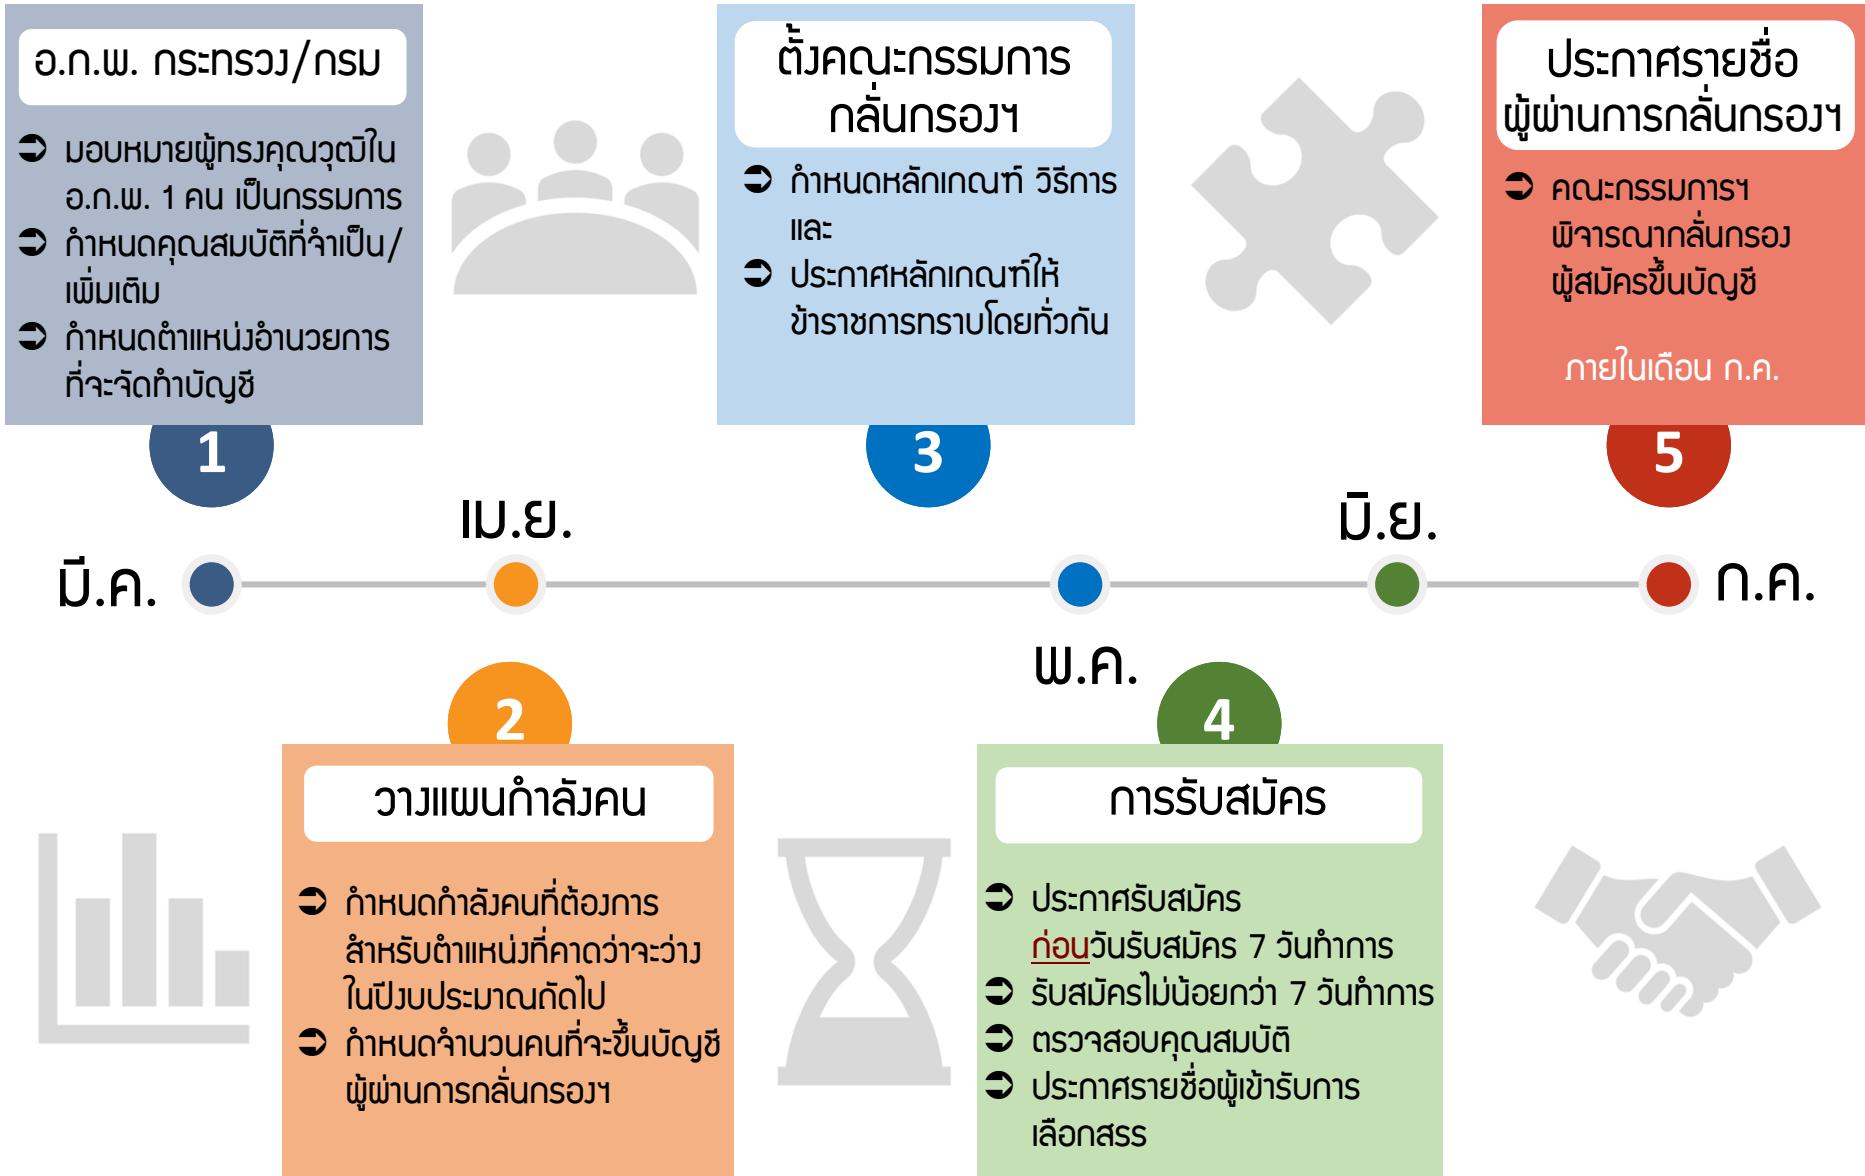 อ.ก.พ. กระทรวง/กรม
มอบหมายผู้ทรงคุณวุฒิใน
อ.ก.พ. 1 คน เป็นกรรมการ
กำหนดคุณสมบัติที่จำเป็น/
เพิ่มเติม
กำหนดตำแหน่งอำนวยการ
ที่จะจัดทำบัญชี
1
ตั้งคณะกรรมการ
กลั่นกรองฯ
กำหนดหลักเกณฑ์ วิธีการ
และ
ประกาศหลักเกณฑ์ให้
ข้าราชการทราบโดยทั่วกัน
3
ประกาศรายชื่อ
ผู้ผ่านการกลั่นกรองฯ
คณะกรรมการฯ
พิจารณากลั่นกรอง
ผู้สมัครขึ้นบัญชี
ภายในเดือน ก.ค.
5
มี.ค.
เม.ย.
พ.ค.
มิ.ย.
ก.ค.
2
วางแผนกำลังคน
กำหนดกำลังคนที่ต้องการ
สำหรับตำแหน่งที่คาดว่าจะว่าง
ในปีงบประมาณถัดไป
กำหนดจำนวนคนที่จะขึ้นบัญชี
ผู้ผ่านการกลั่นกรองฯ
4
การรับสมัคร
ประกาศรับสมัคร
ก่อนวันรับสมัคร 7 วันทำการ
รับสมัครไม่น้อยกว่า 7 วันทำการ
ตรวจสอบคุณสมบัติ
ประกาศรายชื่อผู้เข้ารับการ
เลือกสรร